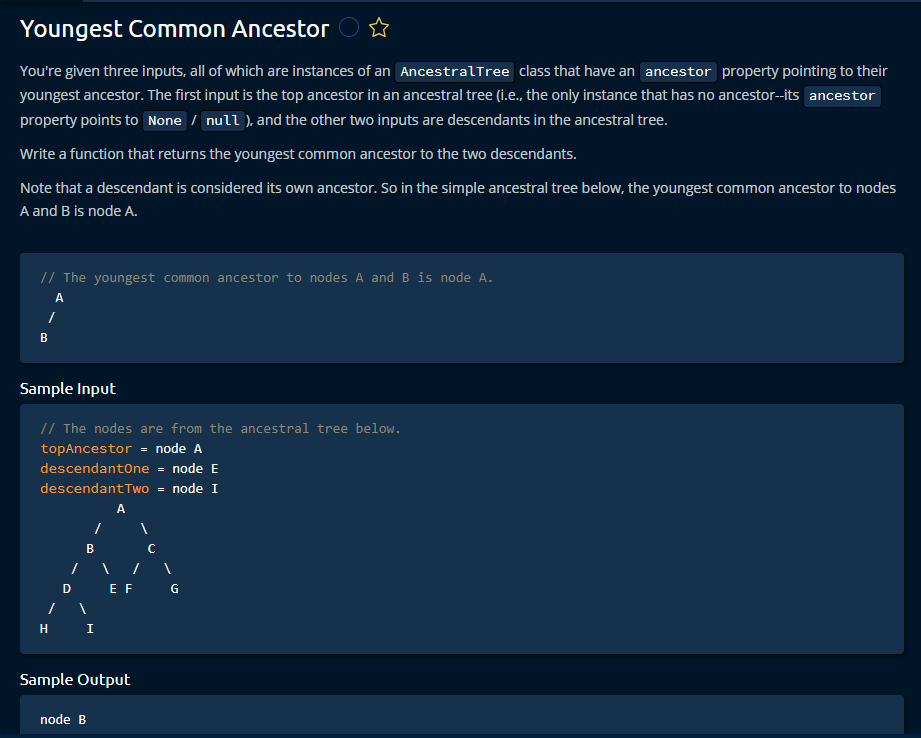 Youngest Common Ancestor
You're given three inputs, all of which are instances of an AncestralTree class that have an ancestor property pointing to their
youngest ancestor. The first input is the top ancestor in an ancestral tree (i.e., the only instance that has no ancestor--its ancestor
property points to None / null ), and the other two inputs are descendants in the ancestral tree.
Write a function that returns the youngest common ancestor to the two descendants.
Note that a descendant is considered its own ancestor. So in the simple ancestral tree below, the youngest common ancestor to nodes
A and B is node A.
// The youngest common ancestor to nodes A and B is node A.
  A
 /
B
Sample Input
// The nodes are from the ancestral tree below.
topAncestor = node A
descendantOne = node E
descendantTwo = node I
          A
       /     \
      B       C
    /   \   /   \
   D     E F     G
 /   \
H     I
Sample Output
node B